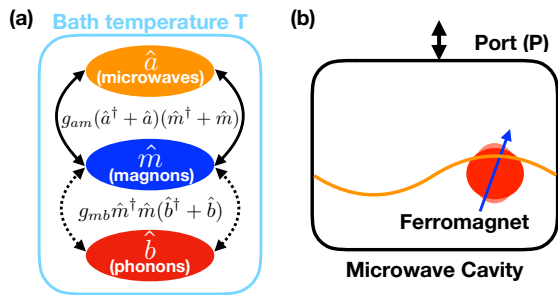 (a)
Bath temperature T
â
(microwaves)
g_{am}(â† + â)(m̂† + m̂)
m̂
(magnons)
g_{mb}m̂†m̂(b̂† + b̂)
b̂
(phonons)
(b)
Port (P)
Ferromagnet
Microwave Cavity